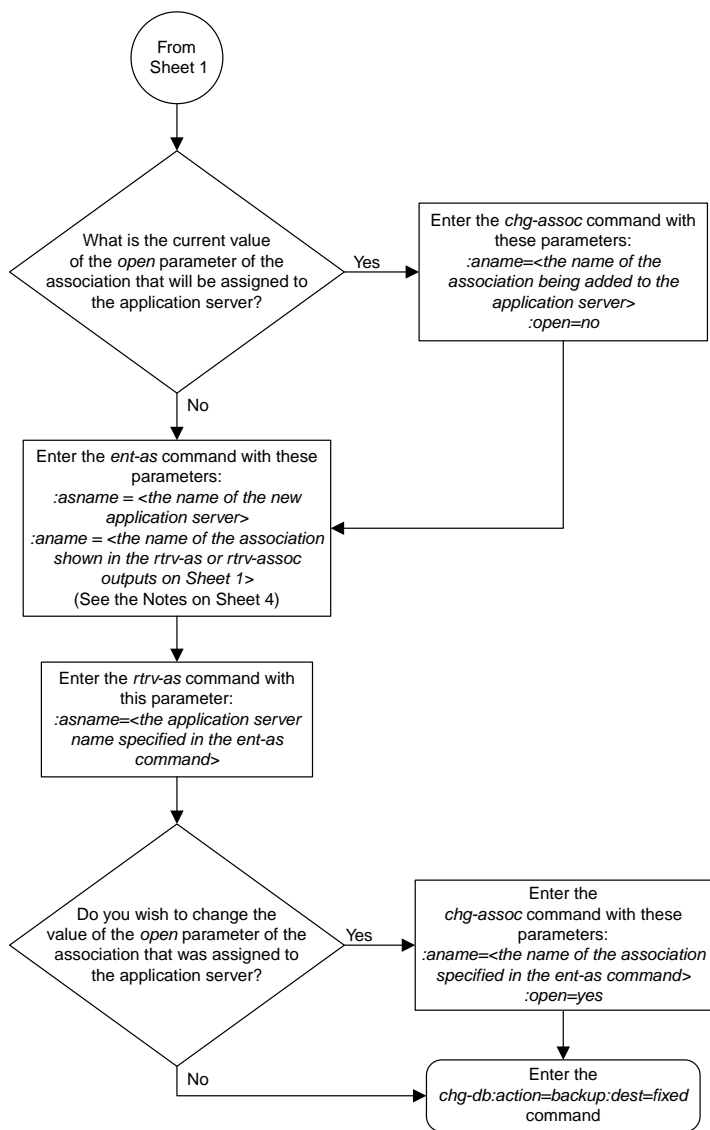 From
Sheet 1
What is the current value
of the open parameter of the
association that will be assigned to
the application server?
Yes
Enter the chg-assoc command with
these parameters:
:aname=<the name of the
association being added to the
application server>
:open=no
No
Enter the ent-as command with these
parameters:
:asname = <the name of the new
application server>
:aname = <the name of the association
shown in the rtrv-as or rtrv-assoc
outputs on Sheet 1>
(See the Notes on Sheet 4)
Enter the rtrv-as command with
this parameter:
:asname=<the application server
name specified in the ent-as
command>
Do you wish to change the
value of the open parameter of the
association that was assigned to
the application server?
Yes
Enter the
chg-assoc command with these
parameters:
:aname=<the name of the association
specified in the ent-as command>
:open=yes
No
Enter the
chg-db:action=backup:dest=fixed
command